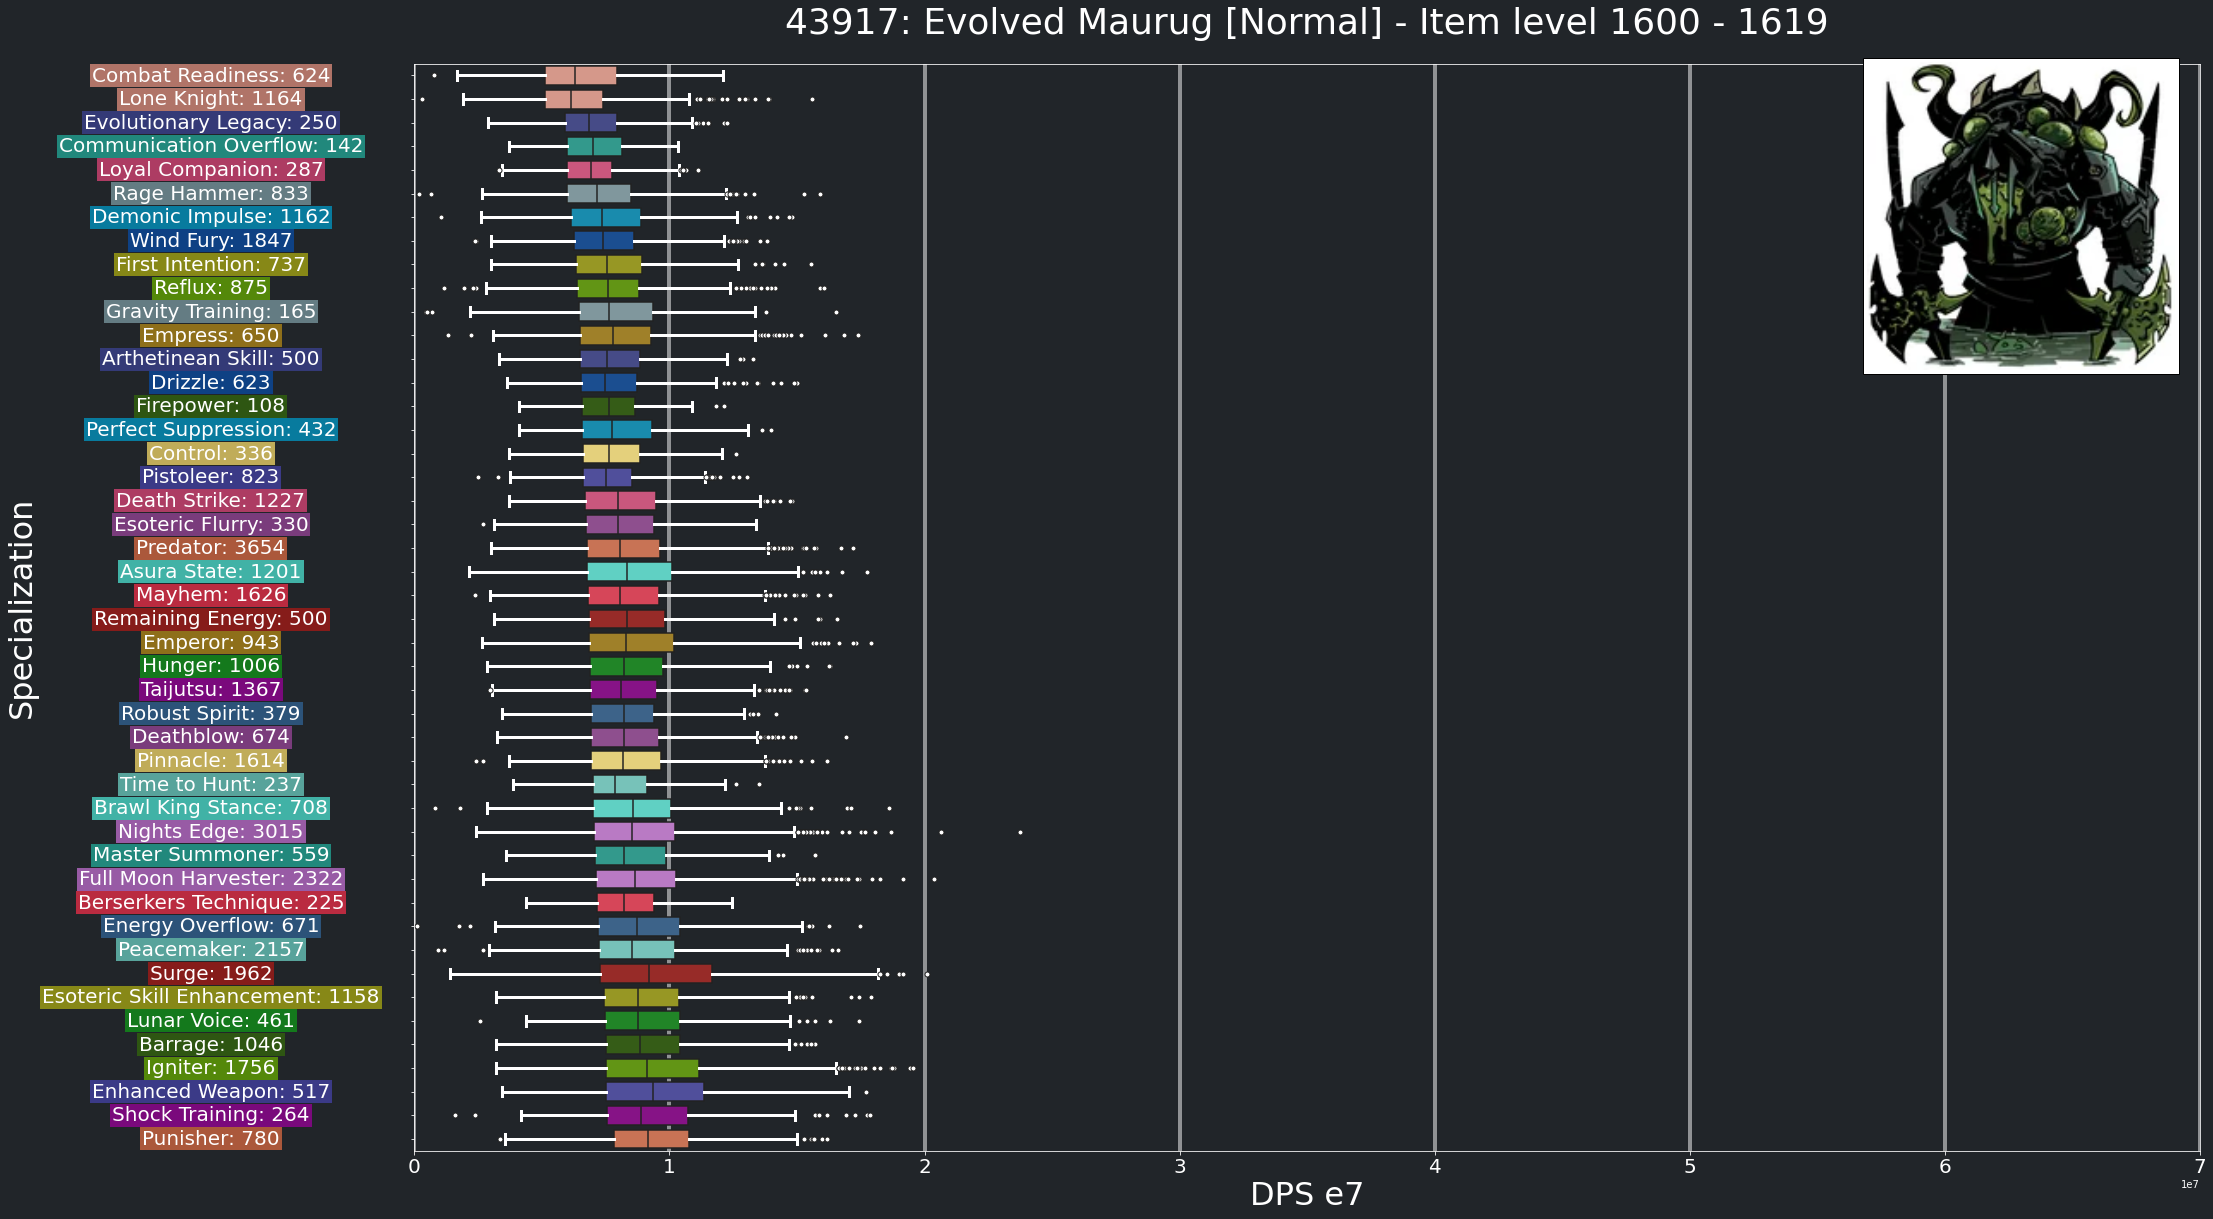 43917: Evolved Maurug [Normal] - Item level 1600 - 1619
Combat Readiness: 624
Lone Knight: 1164
Evolutionary Legacy: 250
Communication Overflow: 142
Loyal Companion: 287
Rage Hammer: 833
Demonic Impulse: 1162
Wind Fury: 1847
First Intention: 737
Reflux: 875
Gravity Training: 165
Empress: 650
Arthetinean Skill: 500
Drizzle: 623
Firepower: 108
Perfect Suppression: 432
Control: 336
Pistoleer: 823
Death Strike: 1227
Esoteric Flurry: 330
Predator: 3654
Asura State: 1201
Mayhem: 1626
Remaining Energy: 500
Emperor: 943
Hunger: 1006
Taijutsu: 1367
Robust Spirit: 379
Deathblow: 674
Pinnacle: 1614
Time to Hunt: 237
Brawl King Stance: 708
Nights Edge: 3015
Master Summoner: 559
Full Moon Harvester: 2322
Berserkers Technique: 225
Energy Overflow: 671
Peacemaker: 2157
Surge: 1962
Esoteric Skill Enhancement: 1158
Lunar Voice: 461
Barrage: 1046
Igniter: 1756
Enhanced Weapon: 517
Shock Training: 264
Punisher: 780
Specialization
0 1 2 3 4 5 6 7
1e7
DPS e7